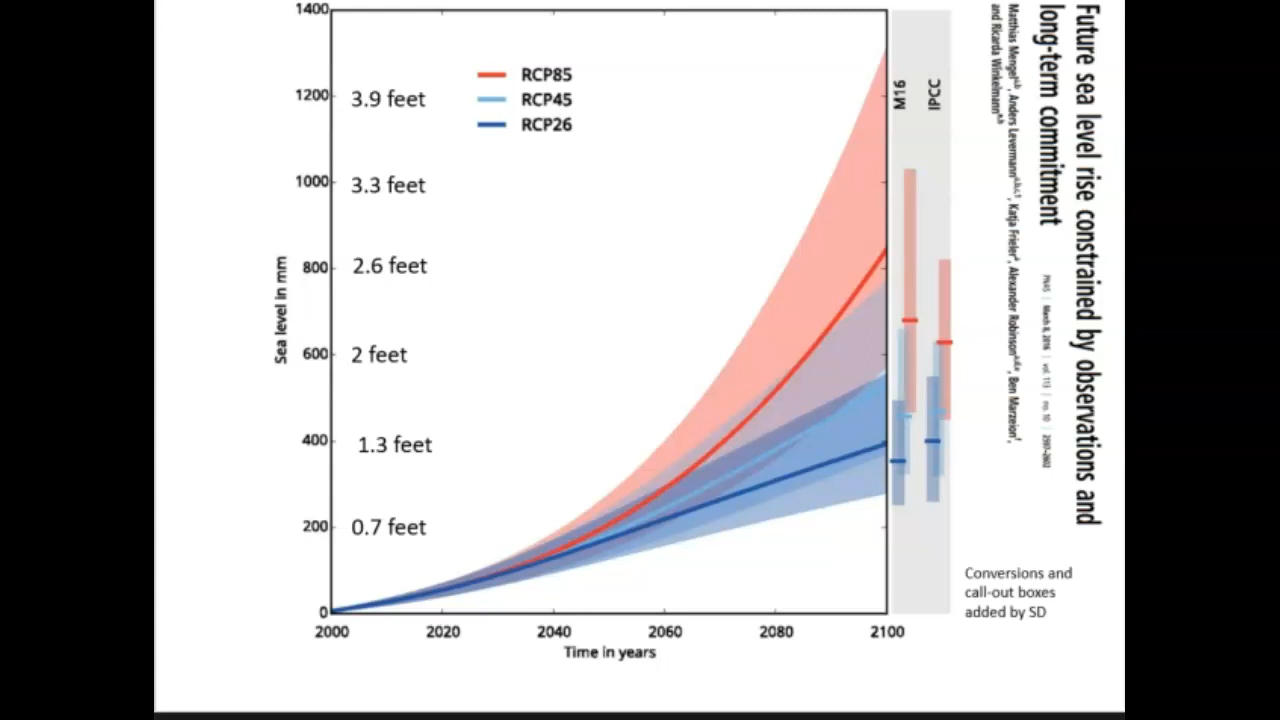 1400
1200
1000
800
600
400
200
0
Sea level in mm
3.9 feet
3.3 feet
2.6 feet
2 feet
1.3 feet
0.7 feet
RCP85
RCP45
RCP26
2000 2020 2040 2060 2080 2100
Time in years
M16
IPCC
Future sea level rise constrained by observations and
long-term commitment
PNAS | March 8, 2016 | vol. 113 | no. 10 | 2597–2602
Matthias Mengel, Anders Levermann, Katja Frieler, Alexander Robinson, Ben Marzeion,
and Ricarda Winkelmann
Conversions and
call-out boxes
added by SD